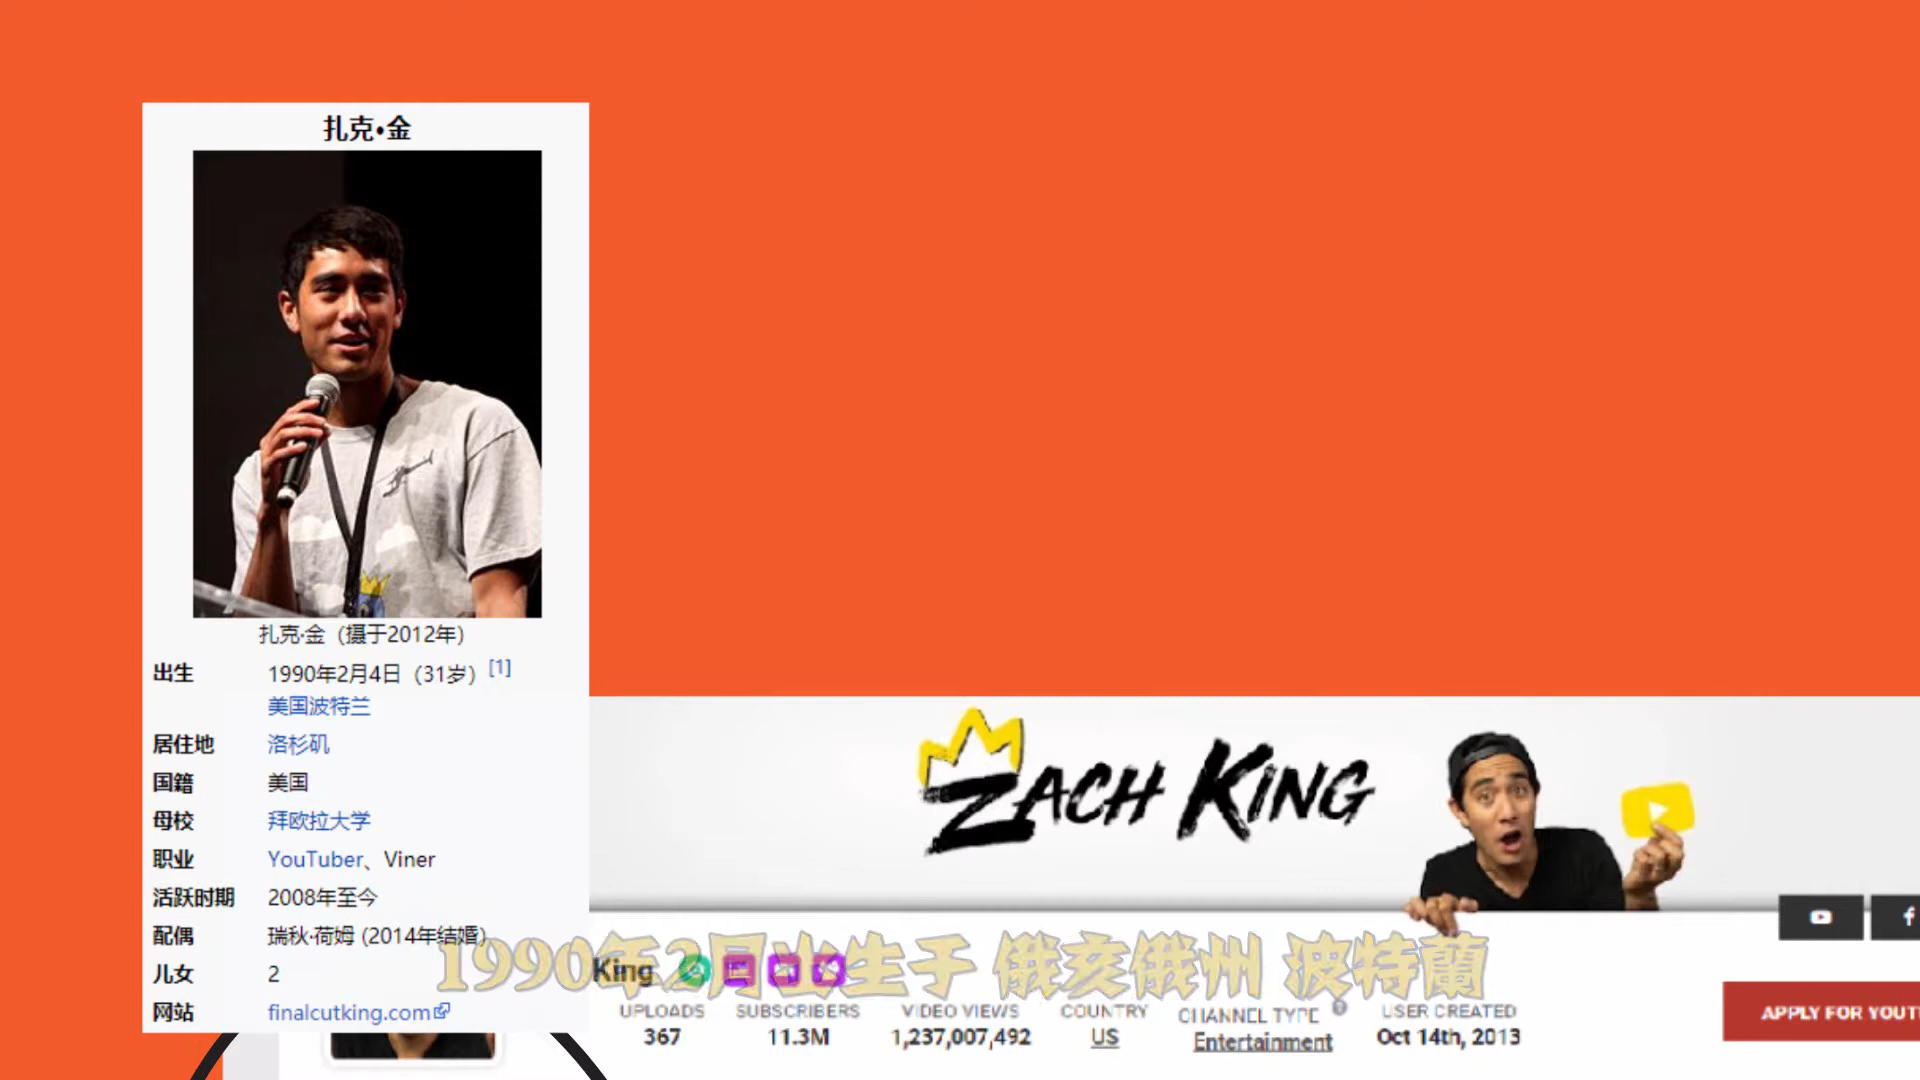 扎克•金
扎克·金（摄于2012年）
出生 1990年2月4日（31岁）[1]
美国波特兰
居住地 洛杉矶
国籍 美国
母校 拜欧拉大学
职业 YouTuber、Viner
活跃时期 2008年至今
配偶 瑞秋·荷姆 (2014年结婚)
儿女 2
网站 finalcutking.com
ZACH KING
King
1990年2月出生于 俄亥俄州 波特蘭
UPLOADS SUBSCRIBERS VIDEO VIEWS COUNTRY CHANNEL TYPE USER CREATED
367 11.3M 1,237,007,492 US Entertainment Oct 14th, 2013
APPLY FOR YOUT